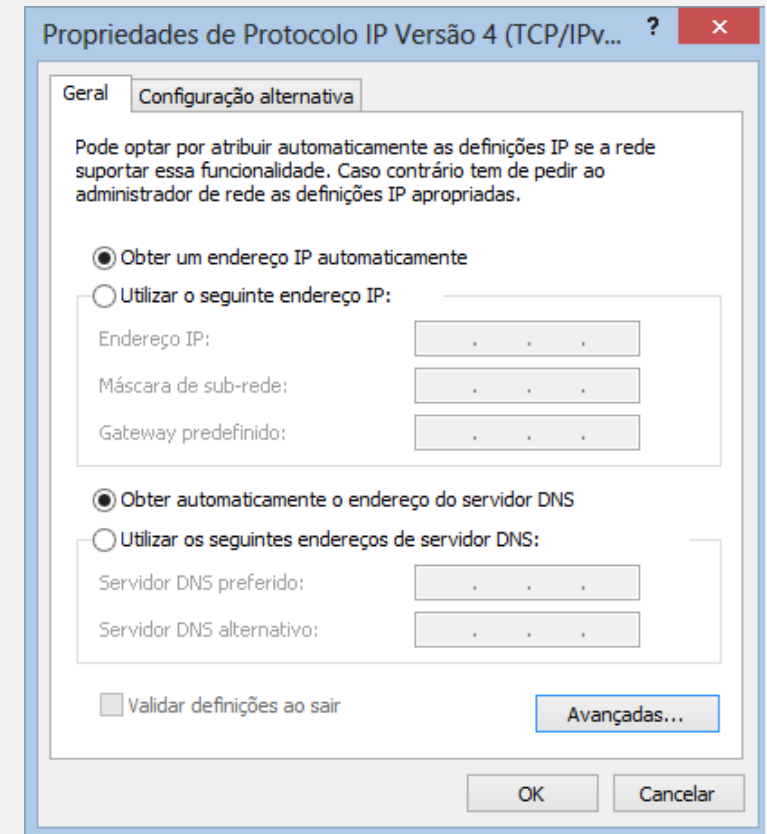 Propriedades de Protocolo IP Versão 4 (TCP/IPv... ?
Geral Configuração alternativa
Pode optar por atribuir automaticamente as definições IP se a rede
suportar essa funcionalidade. Caso contrário tem de pedir ao
administrador de rede as definições IP apropriadas.
Obter um endereço IP automaticamente
Utilizar o seguinte endereço IP:
Endereço IP: . . .
Máscara de sub-rede: . . .
Gateway predefinido: . . .
Obter automaticamente o endereço do servidor DNS
Utilizar os seguintes endereços de servidor DNS:
Servidor DNS preferido: . . .
Servidor DNS alternativo: . . .
Validar definições ao sair
Avançadas...
OK Cancelar